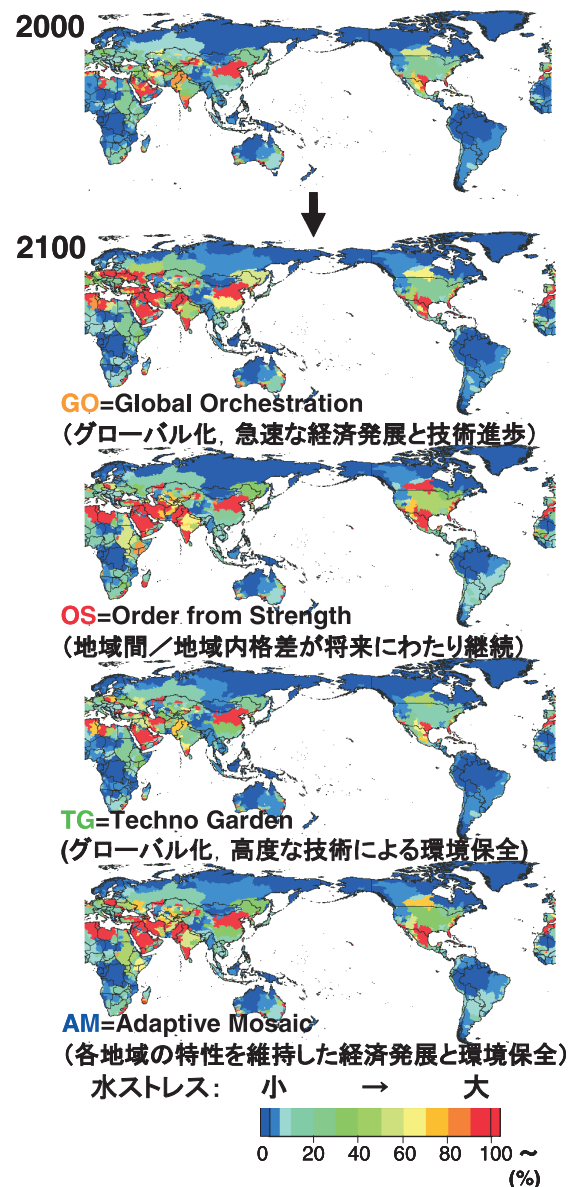 2000
2100
GO=Global Orchestration
（グローバル化，急速な経済発展と技術進歩）
OS=Order from Strength
（地域間／地域内格差が将来にわたり継続）
TG=Techno Garden
(グローバル化，高度な技術による環境保全)
AM=Adaptive Mosaic
（各地域の特性を維持した経済発展と環境保全）
水ストレス： 小 → 大
0 20 40 60 80 100 ～
(%)